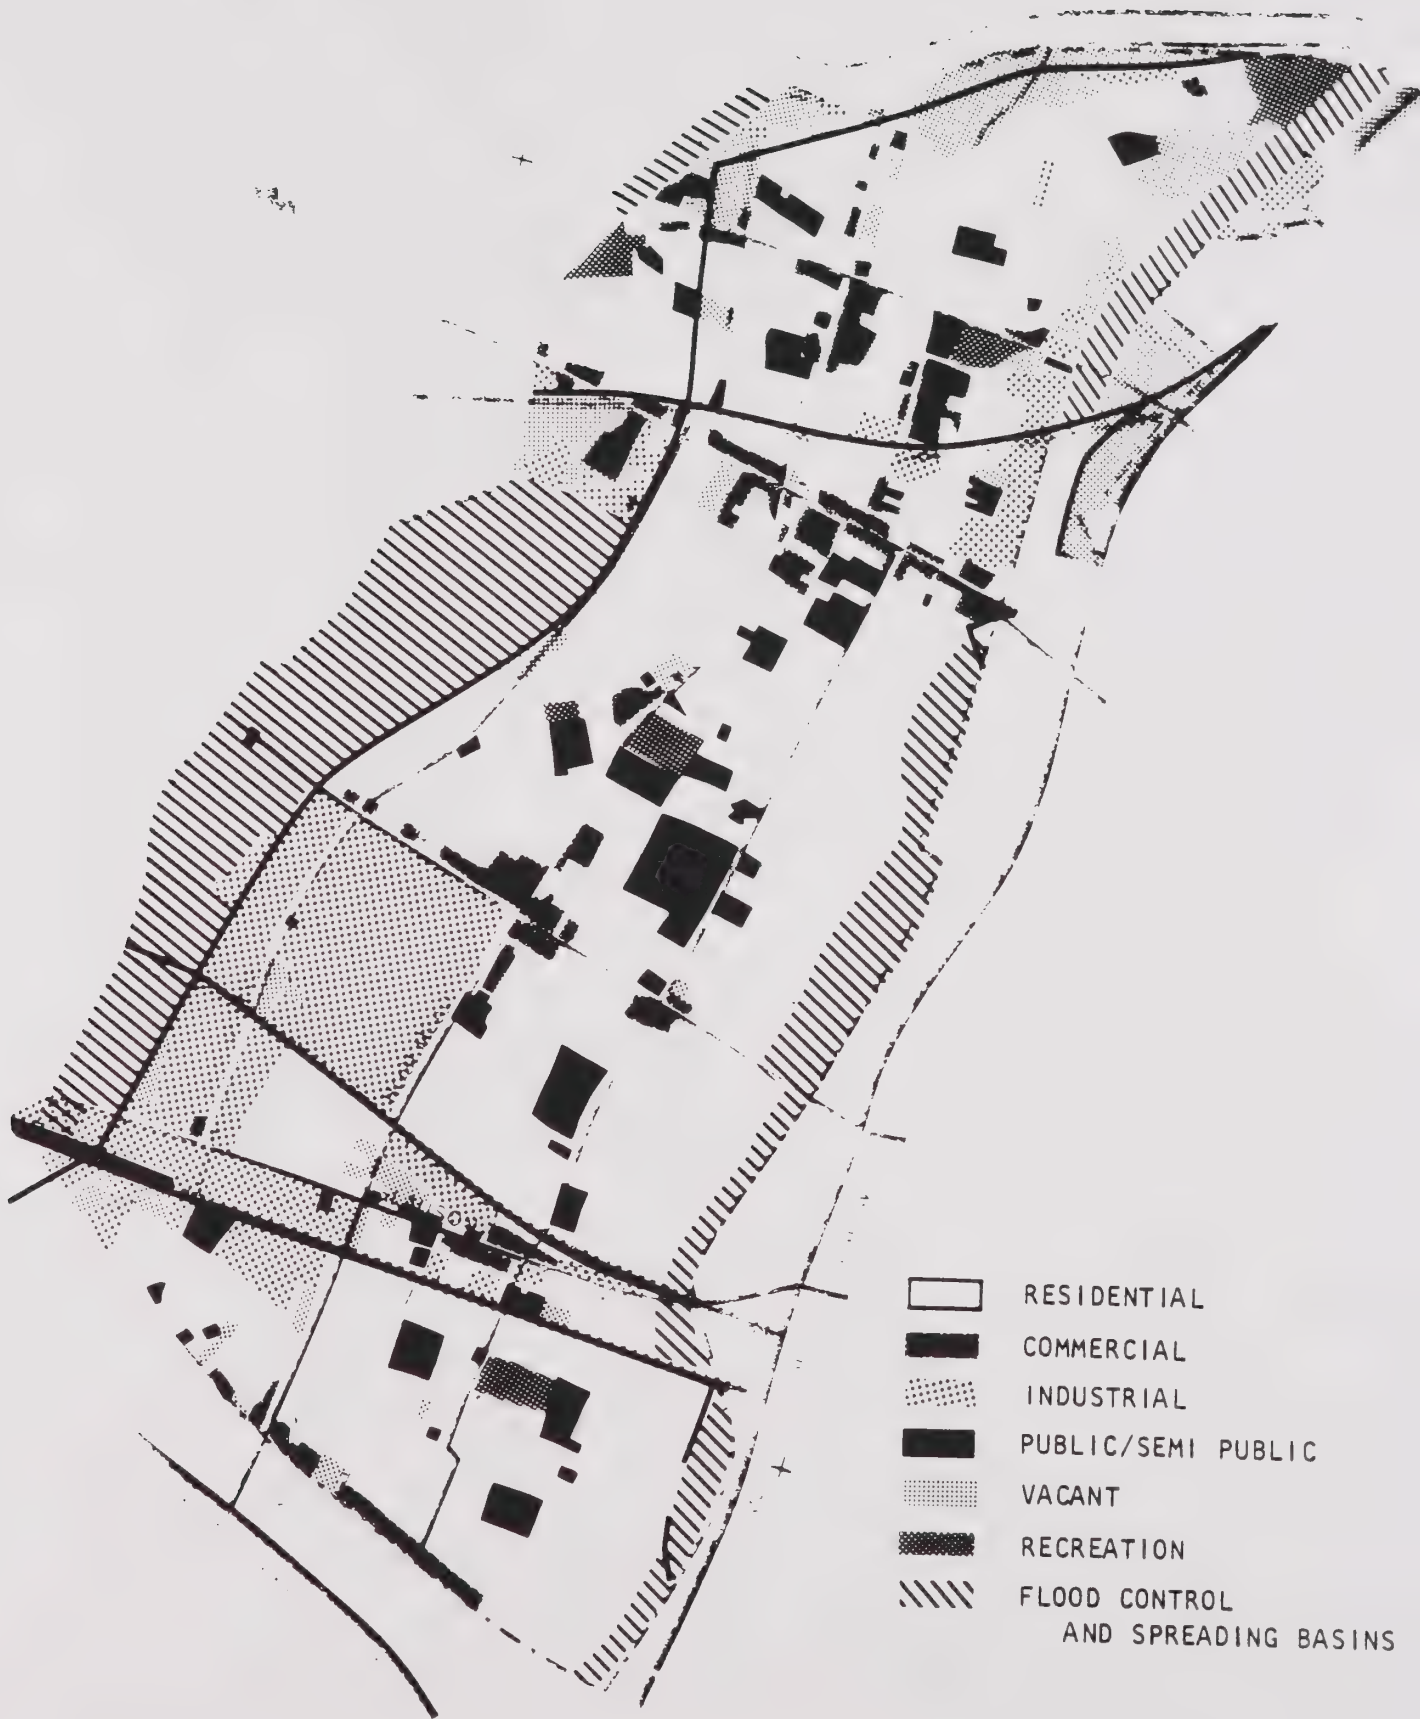 RESIDENTIAL
COMMERCIAL
INDUSTRIAL
PUBLIC/SEMI PUBLIC
VACANT
RECREATION
FLOOD CONTROL
AND SPREADING BASINS